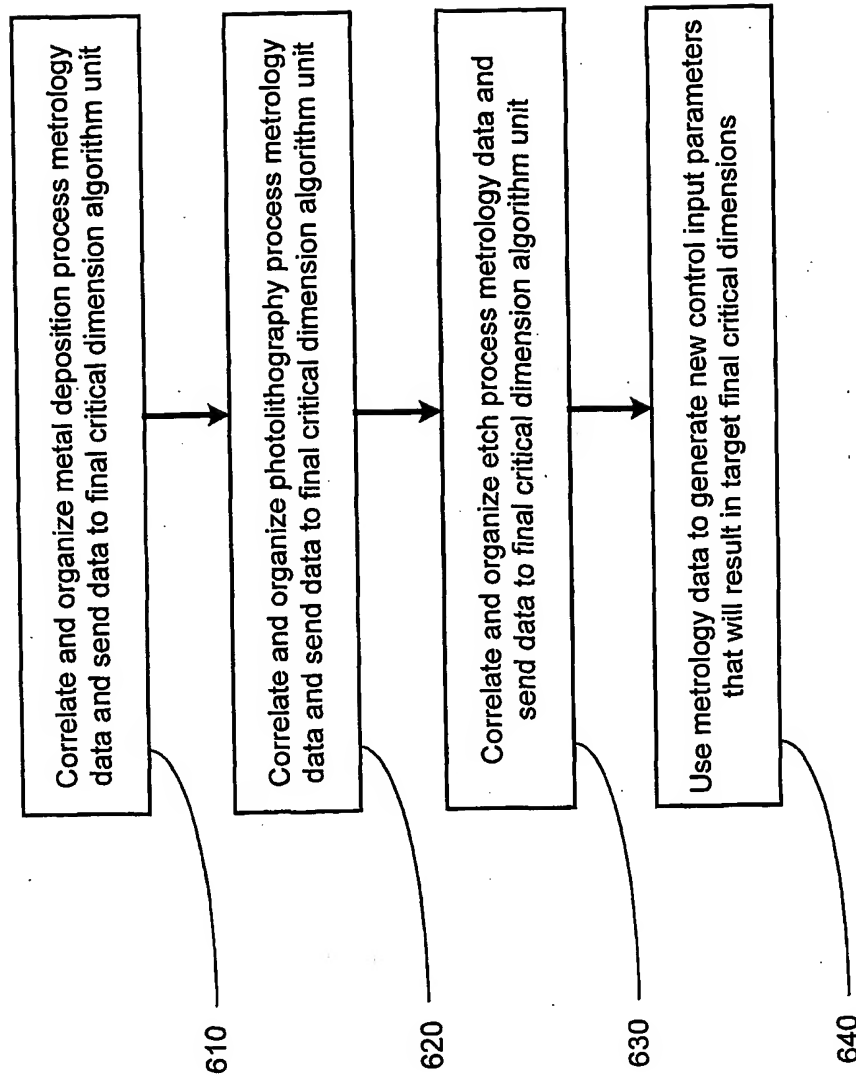 Correlate and organize metal deposition process metrology
data and send data to final critical dimension algorithm unit
610
Correlate and organize photolithography process metrology
data and send data to final critical dimension algorithm unit
620
Correlate and organize etch process metrology data and
send data to final critical dimension algorithm unit
630
Use metrology data to generate new control input parameters
that will result in target final critical dimensions
640